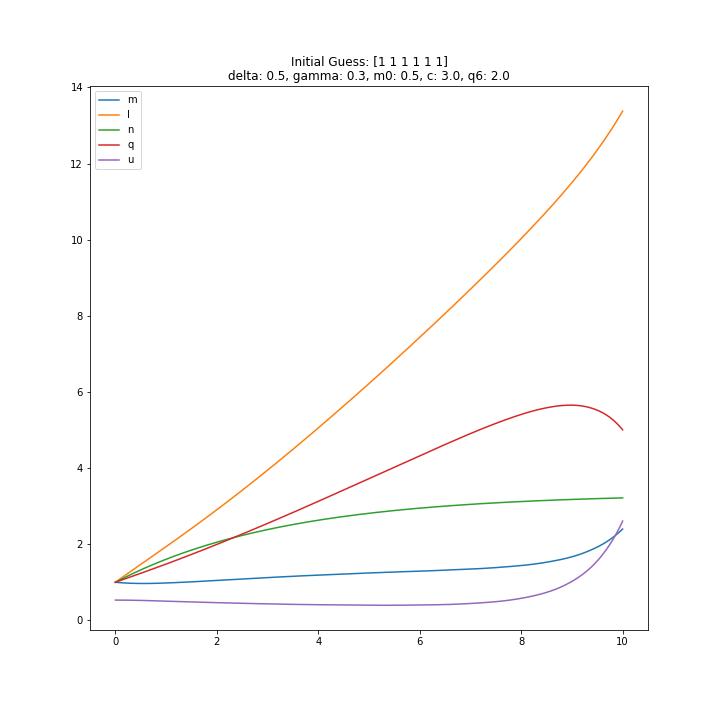 Initial Guess: [1 1 1 1 1 1]
delta: 0.5, gamma: 0.3, m0: 0.5, c: 3.0, q6: 2.0
14
12
10
8
6
4
2
0
m
l
n
q
u
0 2 4 6 8 10